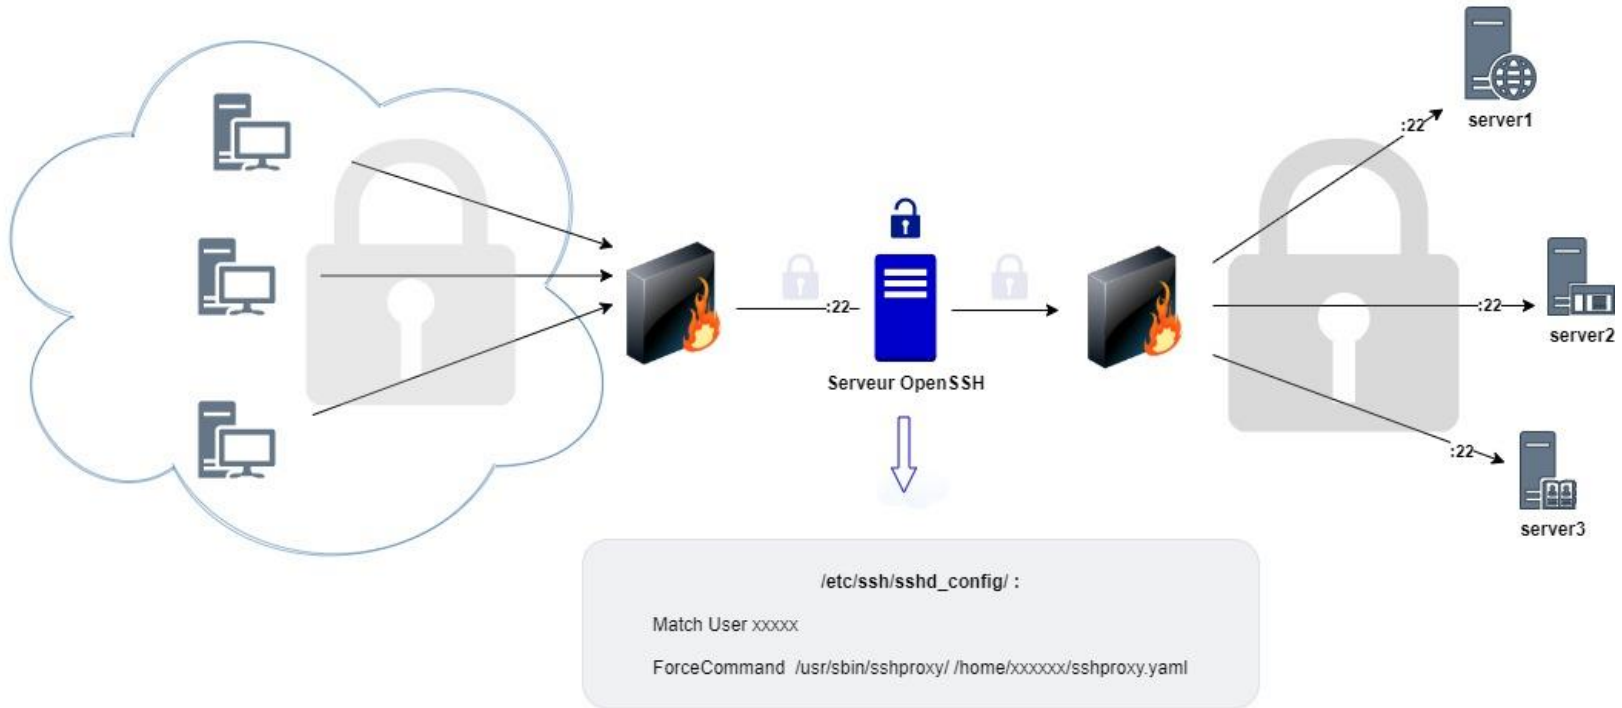 :22
server1
:22
:22
server2
Serveur OpenSSH
:22
server3
/etc/ssh/sshd_config/ :
Match User xxxxx
ForceCommand /usr/sbin/sshproxy/ /home/xxxxxx/sshproxy.yaml